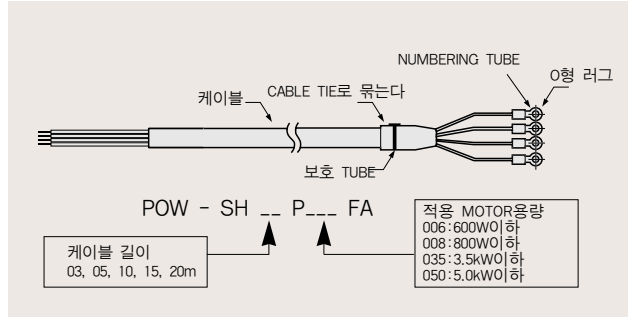 NUMBERING TUBE
O형 러그
케이블
CABLE TIE로 묶는다
보호 TUBE
POW - SH __ P___ FA
케이블 길이
03, 05, 10, 15, 20m
적용 MOTOR용량
006:600W이하
008:800W이하
035:3.5kW이하
050:5.0kW이하